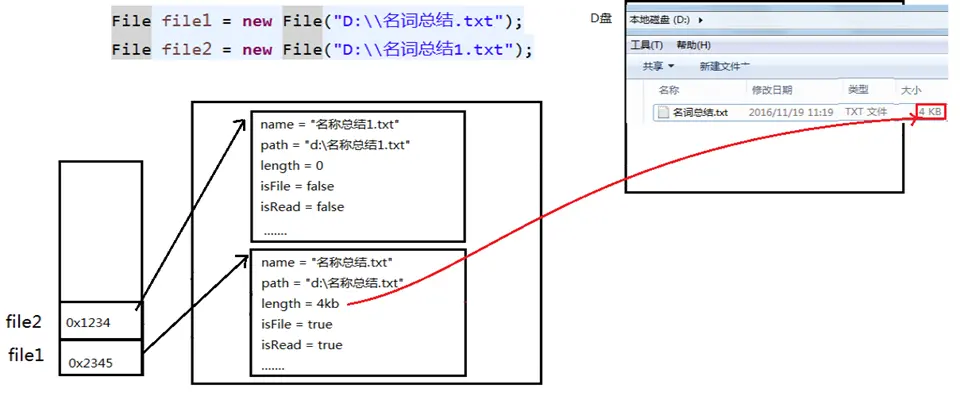 File file1 = new File("D:\\名词总结.txt");
File file2 = new File("D:\\名词总结1.txt");
D盘
本地磁盘 (D:)
工具(T) 帮助(H)
共享 新建文件
名称 修改日期 类型 大小
名词总结.txt 2016/11/19 11:19 TXT 文件 4 KB
name = "名称总结1.txt"
path = "d:\名称总结1.txt"
length = 0
isFile = false
isRead = false
.......
name = "名称总结.txt"
path = "d:\名称总结.txt"
length = 4kb
isFile = true
isRead = true
.......
file2 0x1234
file1 0x2345